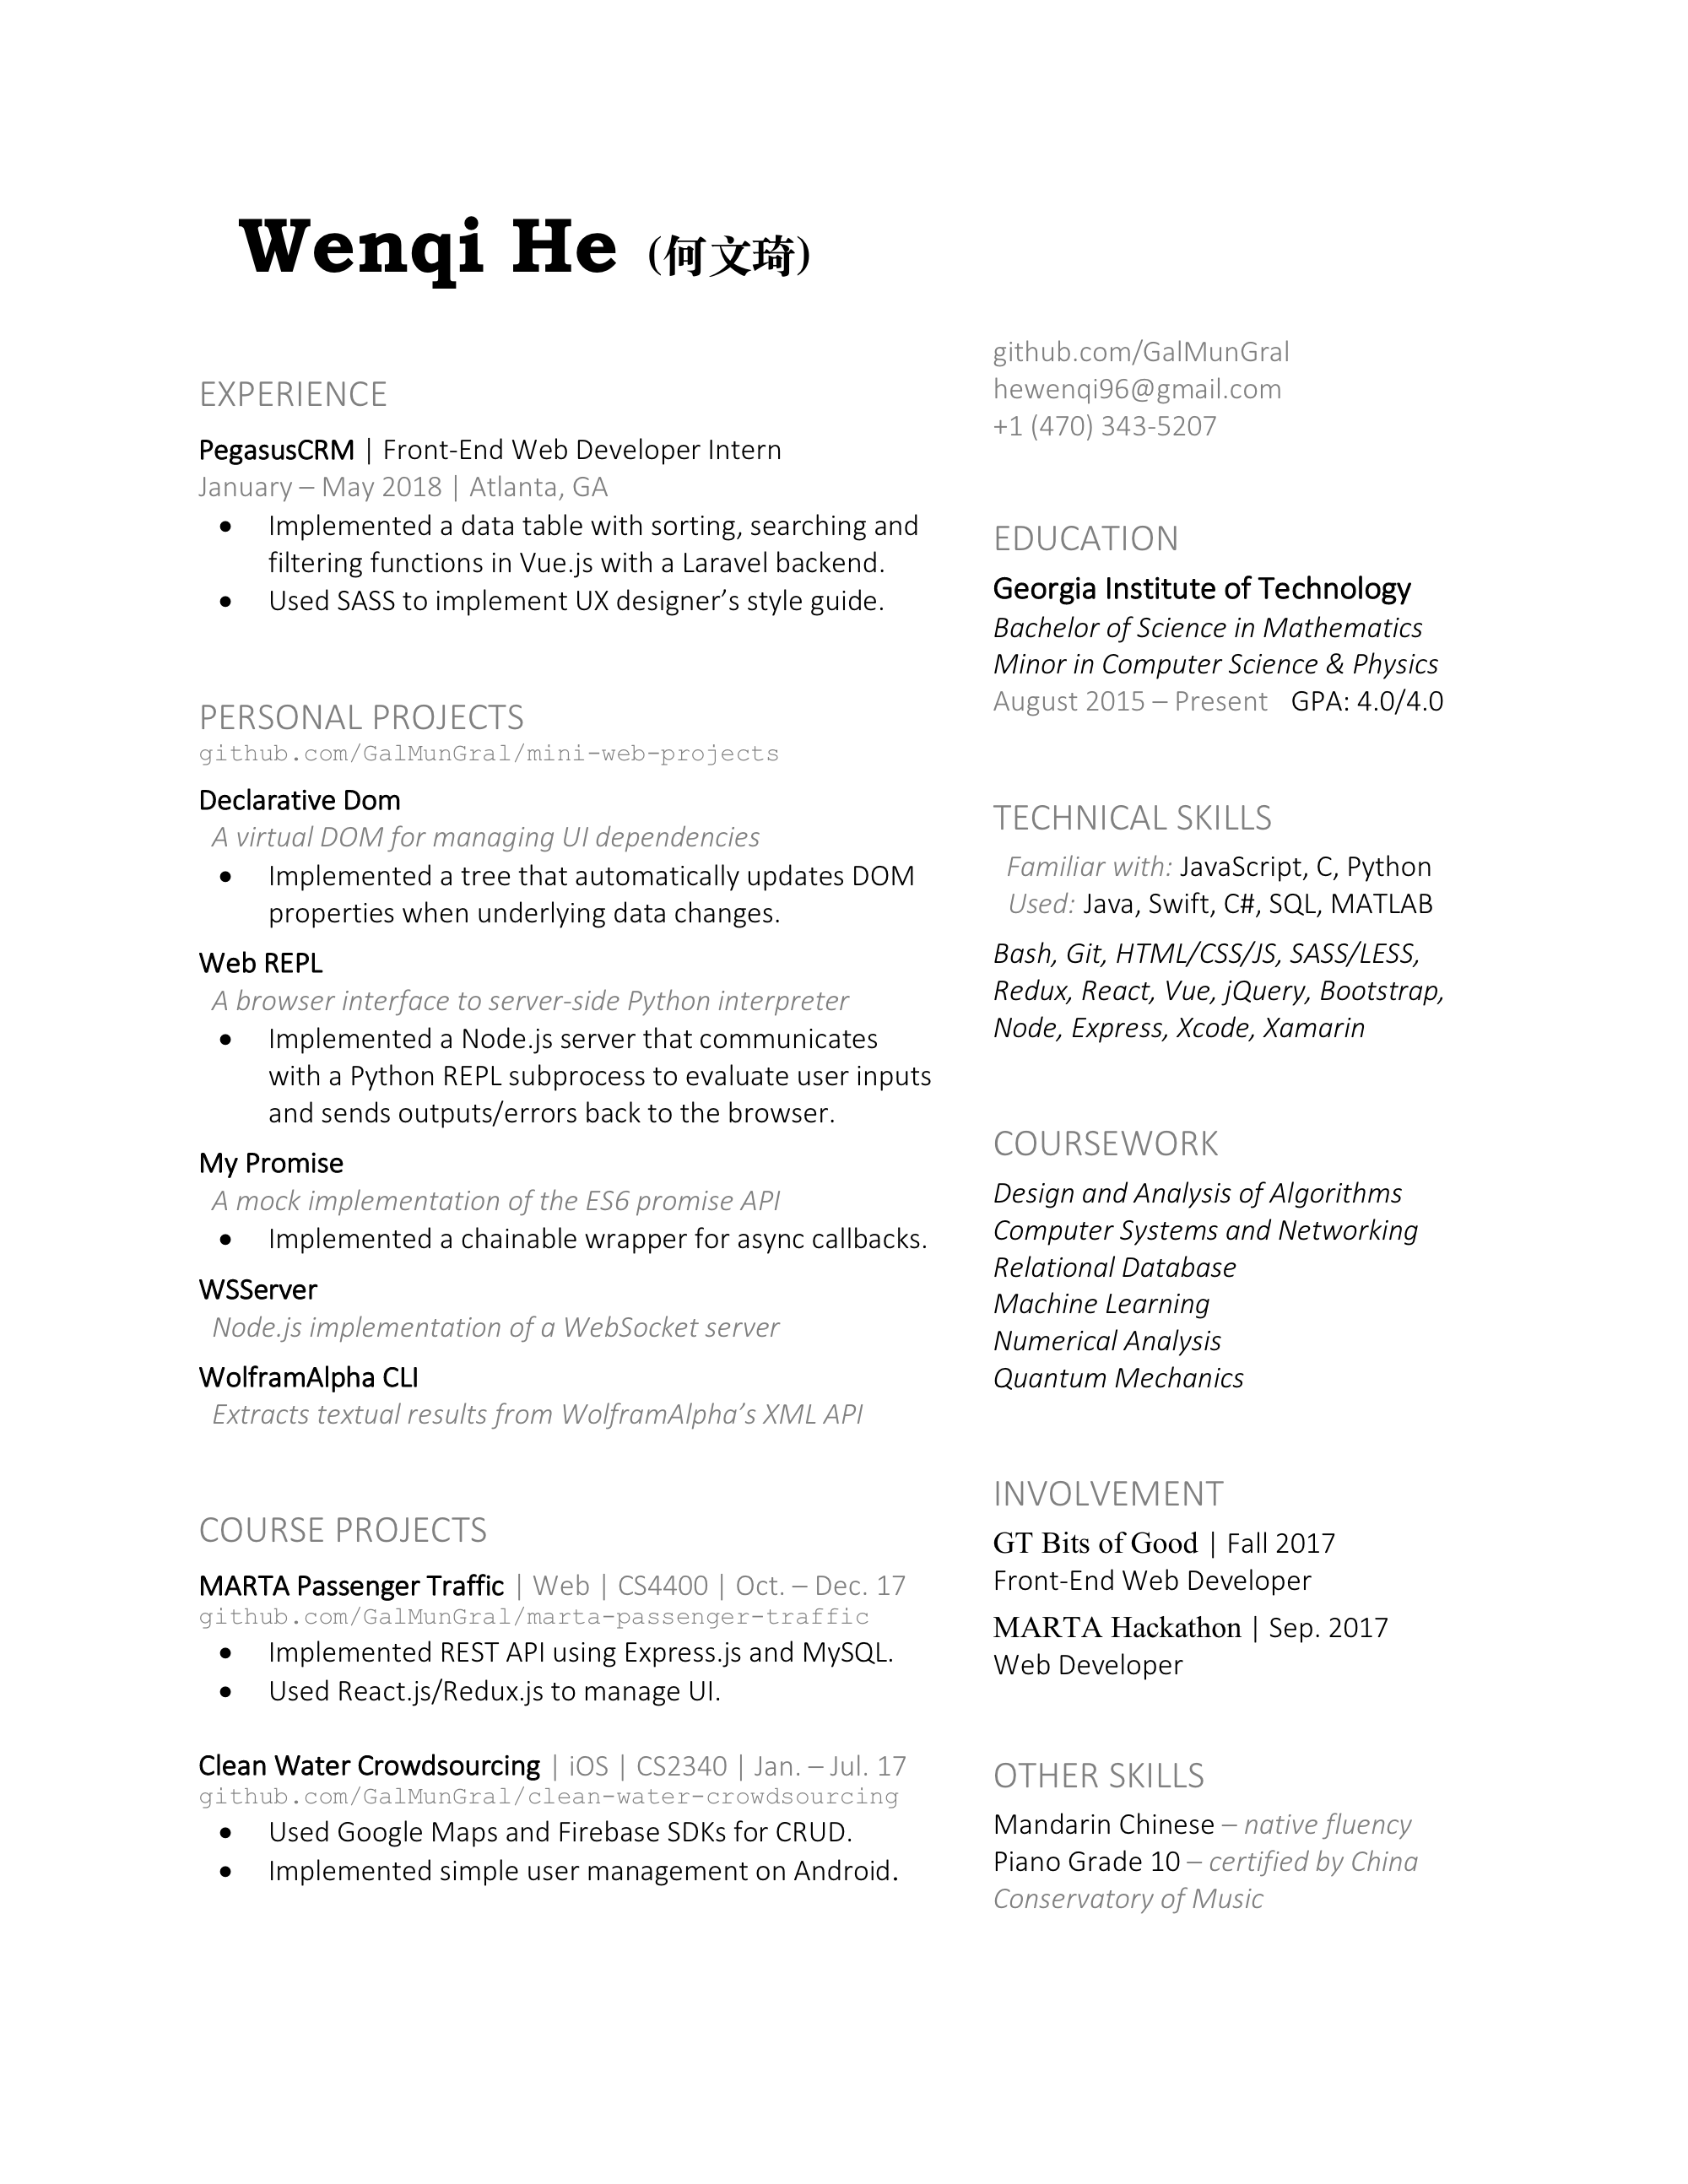 Wenqi He (何文琦)
EXPERIENCE
PegasusCRM | Front-End Web Developer Intern
January – May 2018 | Atlanta, GA
• Implemented a data table with sorting, searching and
filtering functions in Vue.js with a Laravel backend.
• Used SASS to implement UX designer’s style guide.
PERSONAL PROJECTS
github.com/GalMunGral/mini-web-projects
Declarative Dom
A virtual DOM for managing UI dependencies
• Implemented a tree that automatically updates DOM
properties when underlying data changes.
Web REPL
A browser interface to server-side Python interpreter
• Implemented a Node.js server that communicates
with a Python REPL subprocess to evaluate user inputs
and sends outputs/errors back to the browser.
My Promise
A mock implementation of the ES6 promise API
• Implemented a chainable wrapper for async callbacks.
WSServer
Node.js implementation of a WebSocket server
WolframAlpha CLI
Extracts textual results from WolframAlpha’s XML API
COURSE PROJECTS
MARTA Passenger Traffic | Web | CS4400 | Oct. – Dec. 17
github.com/GalMunGral/marta-passenger-traffic
• Implemented REST API using Express.js and MySQL.
• Used React.js/Redux.js to manage UI.
Clean Water Crowdsourcing | iOS | CS2340 | Jan. – Jul. 17
github.com/GalMunGral/clean-water-crowdsourcing
• Used Google Maps and Firebase SDKs for CRUD.
• Implemented simple user management on Android.
github.com/GalMunGral
hewenqi96@gmail.com
+1 (470) 343-5207
EDUCATION
Georgia Institute of Technology
Bachelor of Science in Mathematics
Minor in Computer Science & Physics
August 2015 – Present GPA: 4.0/4.0
TECHNICAL SKILLS
Familiar with: JavaScript, C, Python
Used: Java, Swift, C#, SQL, MATLAB
Bash, Git, HTML/CSS/JS, SASS/LESS,
Redux, React, Vue, jQuery, Bootstrap,
Node, Express, Xcode, Xamarin
COURSEWORK
Design and Analysis of Algorithms
Computer Systems and Networking
Relational Database
Machine Learning
Numerical Analysis
Quantum Mechanics
INVOLVEMENT
GT Bits of Good | Fall 2017
Front-End Web Developer
MARTA Hackathon | Sep. 2017
Web Developer
OTHER SKILLS
Mandarin Chinese – native fluency
Piano Grade 10 – certified by China
Conservatory of Music